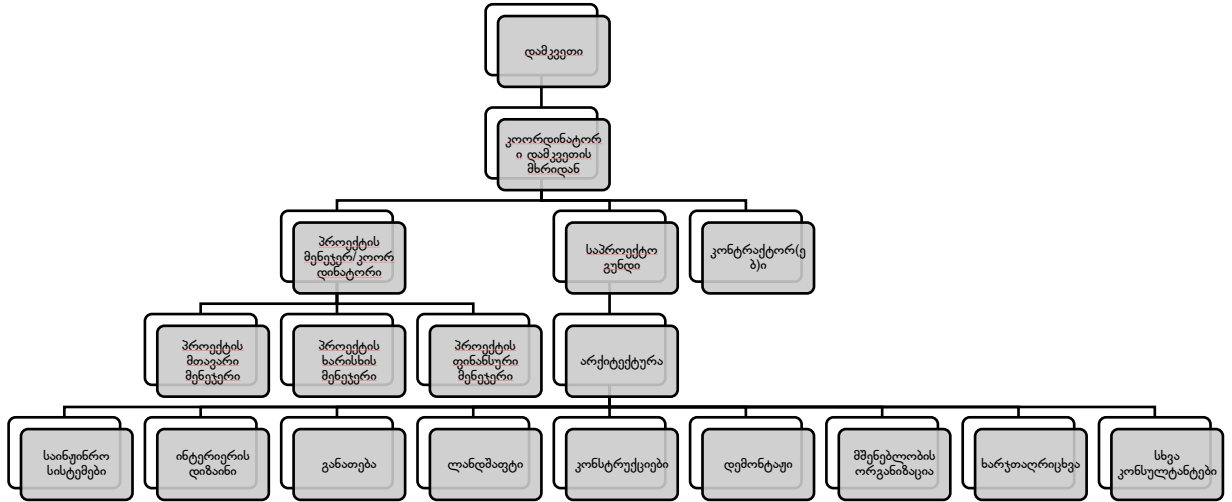 დამკვეთი
კოორდინატორ
ი დამკვეთის
მხრიდან
პროექტის
მენეჯერ/კოორ
დინატორი
საპროექტო
გუნდი
კონტრაქტორ(ე
ბ)ი
პროექტის
მთავარი
მენეჯერი
პროექტის
ხარისხის
მენეჯერი
პროექტის
ფინანსური
მენეჯერი
არქიტექტურა
საინჟინრო
სისტემები
ინტერიერის
დიზაინი
განათება
ლანდშაფტი
კონსტრუქციები
დემონტაჟი
მშენებლობის
ორგანიზაცია
ხარჯთაღრიცხვა
სხვა
კონსულტანტები